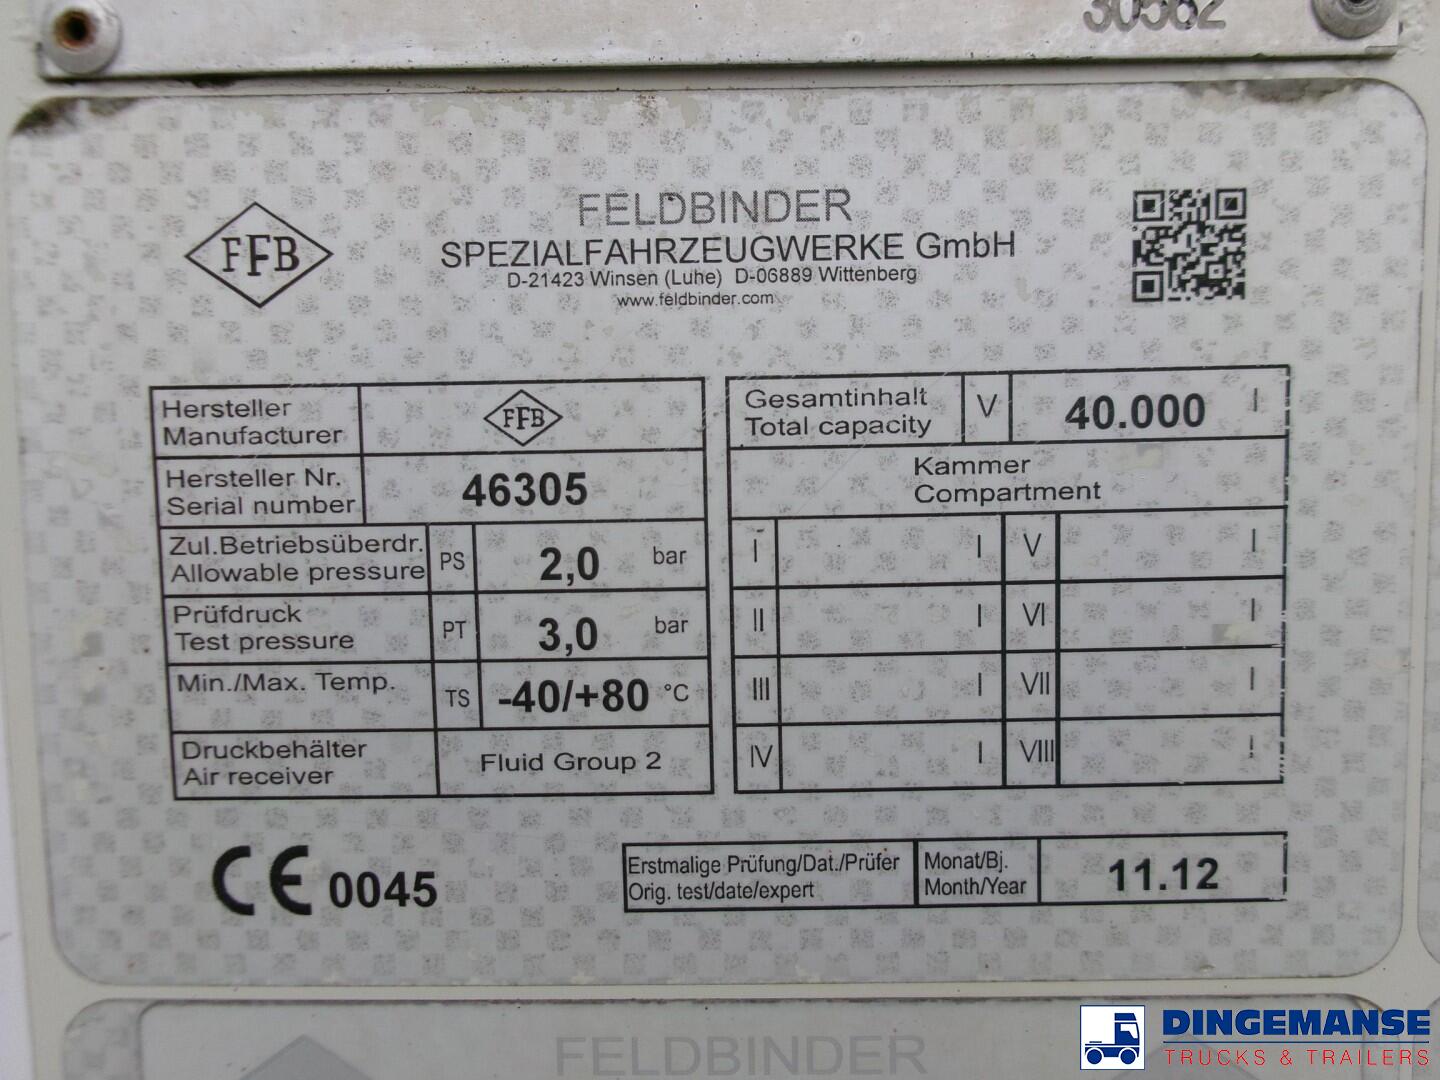 30562
FFB
FELDBINDER
SPEZIALFAHRZEUGWERKE GmbH
D-21423 Winsen (Luhe) D-06889 Wittenberg
www.feldbinder.com
Hersteller
Manufacturer
FFB
Hersteller Nr.
Serial number
46305
Zul.Betriebsüberdr.
Allowable pressure
PS
2,0 bar
Prüfdruck
Test pressure
PT
3,0 bar
Min./Max. Temp.
TS
-40/+80 °C
Druckbehälter
Air receiver
Fluid Group 2
Gesamtinhalt
Total capacity
V
40.000 l
Kammer
Compartment
I l V l
II l VI l
III l VII l
IV l VIII l
CE 0045
Erstmalige Prüfung/Dat./Prüfer
Orig. test/date/expert
Monat/Bj.
Month/Year
11.12
FELDBINDER
DINGEMANSE
TRUCKS & TRAILERS